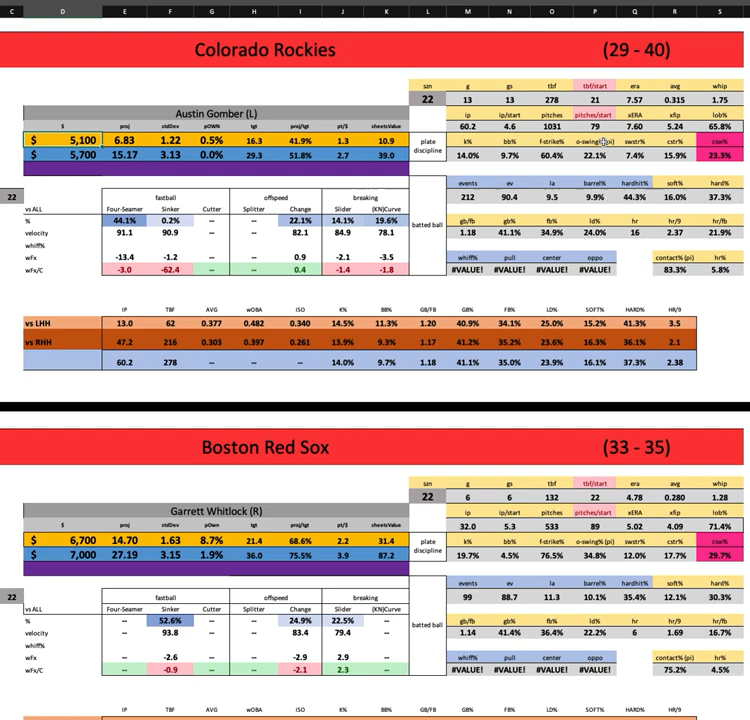 C D E F G H I J K L M N O P Q R S
Colorado Rockies (29 - 40)
szn g gs tbf tbf/start era avg whip
22 13 13 278 21 7.57 0.315 1.75
Austin Gomber (L) ip ip/start pitches pitches/start xERA xfip lob%
$ proj stdDev pOWN tgt proj/tgt pt/$ sheetsValue 60.2 4.6 1031 79 7.60 5.24 65.8%
$ 5,100 6.83 1.22 0.5% 16.3 41.9% 1.3 10.9 plate discipline k% bb% f-strike% o-swing% (pi) swstr% cstr% csw%
$ 5,700 15.17 3.13 0.0% 29.3 51.8% 2.7 39.0 14.0% 9.7% 60.4% 22.1% 7.4% 15.9% 23.3%
events ev la barrel% hardhit% soft% hard%
22 fastball offspeed breaking 212 90.4 9.5 9.9% 44.3% 16.0% 37.3%
vs ALL Four-Seamer Sinker Cutter Splitter Change Slider (KN)Curve
% 44.1% 0.2% -- -- 22.1% 14.1% 19.6% batted ball gb/fb gb% fb% ld% hr hr/9 hr/fb
velocity 91.1 90.9 -- -- 82.1 84.9 78.1 1.18 41.1% 34.9% 24.0% 16 2.37 21.9%
whiff%
wFx -13.4 -1.2 -- -- 0.9 -2.1 -3.5 whiff% pull center oppo contact% (pi) hr%
wFx/C -3.0 -62.4 -- -- 0.4 -1.4 -1.8 #VALUE! #VALUE! #VALUE! #VALUE! 83.3% 5.8%
IP TBF AVG wOBA ISO K% BB% GB/FB GB% FB% LD% SOFT% HARD% HR/9
vs LHH 13.0 62 0.377 0.482 0.340 14.5% 11.3% 1.20 40.9% 34.1% 25.0% 15.2% 41.3% 3.5
vs RHH 47.2 216 0.303 0.397 0.261 13.9% 9.3% 1.17 41.2% 35.2% 23.6% 16.3% 36.1% 2.1
60.2 278 -- -- -- 14.0% 9.7% 1.18 41.1% 35.0% 23.9% 16.1% 37.3% 2.38
Boston Red Sox (33 - 35)
szn g gs tbf tbf/start era avg whip
22 6 6 132 22 4.78 0.280 1.28
Garrett Whitlock (R) ip ip/start pitches pitches/start xERA xfip lob%
$ proj stdDev pOwn tgt proj/tgt pt/$ sheetsValue 32.0 5.3 533 89 5.02 4.09 71.4%
$ 6,700 14.70 1.63 8.7% 21.4 68.6% 2.2 31.4 plate discipline k% bb% f-strike% o-swing% (pi) swstr% cstr% csw%
$ 7,000 27.19 3.15 1.9% 36.0 75.5% 3.9 87.2 19.7% 4.5% 76.5% 34.8% 12.0% 17.7% 29.7%
events ev la barrel% hardhit% soft% hard%
22 fastball offspeed breaking 99 88.7 11.3 10.1% 35.4% 12.1% 30.3%
vs ALL Four-Seamer Sinker Cutter Splitter Change Slider (KN)Curve
% -- 52.6% -- -- 24.9% 22.5% -- batted ball gb/fb gb% fb% ld% hr hr/9 hr/fb
velocity -- 93.8 -- -- 83.4 79.4 -- 1.14 41.4% 36.4% 22.2% 6 1.69 16.7%
whiff%
wFx -- -2.6 -- -- -2.9 2.9 -- whiff% pull center oppo contact% (pi) hr%
wFx/C -- -0.9 -- -- -2.1 2.3 -- #VALUE! #VALUE! #VALUE! #VALUE! 75.2% 4.5%
IP TBF AVG wOBA ISO K% BB% GB/FB GB% FB% LD% SOFT% HARD% HR/9